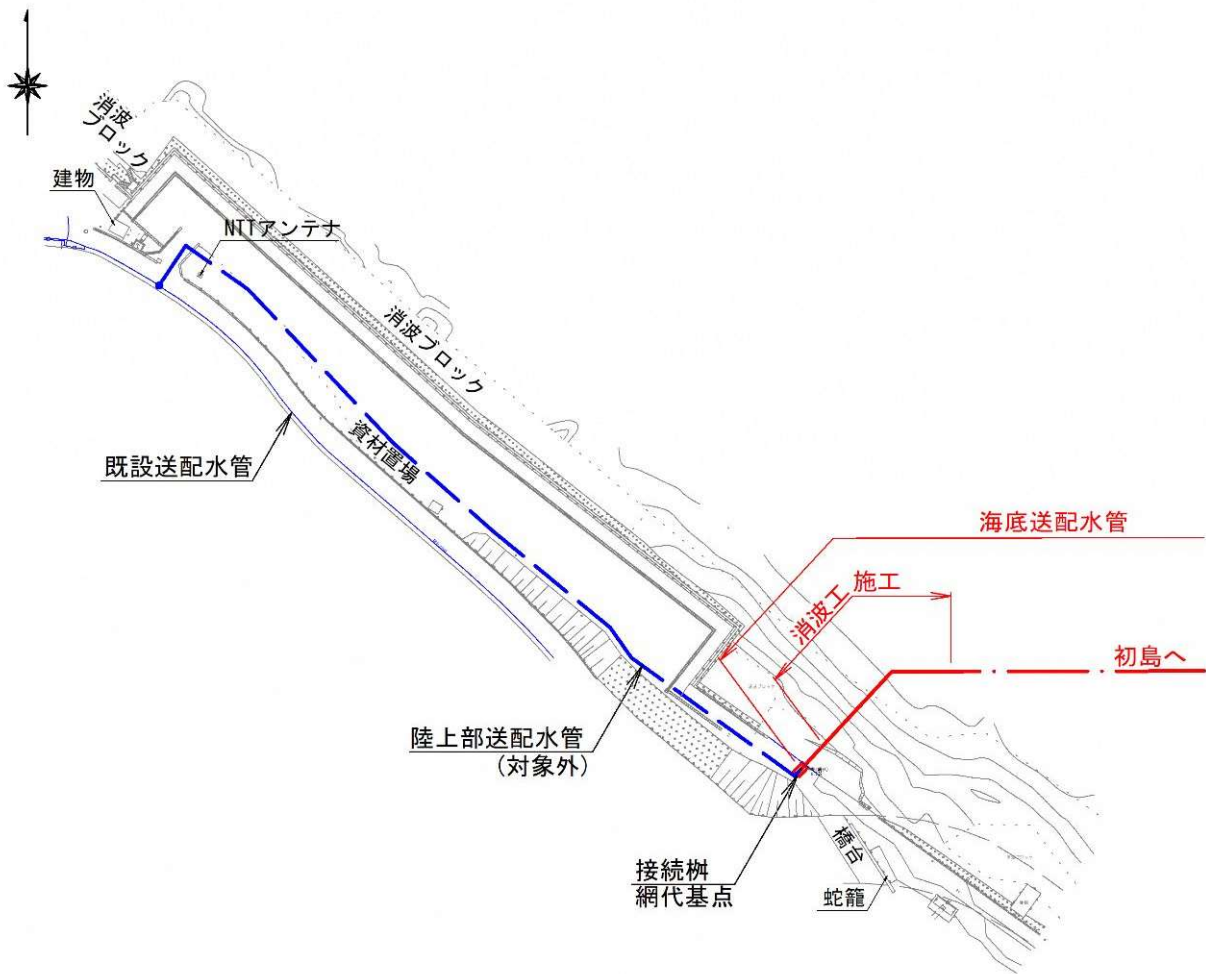 消波
ブロック
建物
NTTアンテナ
消波ブロック
既設送配水管
資材置場
海底送配水管
消波工 施工
初島へ
陸上部送配水管
(対象外)
接続桝
網代基点
橋台
蛇籠